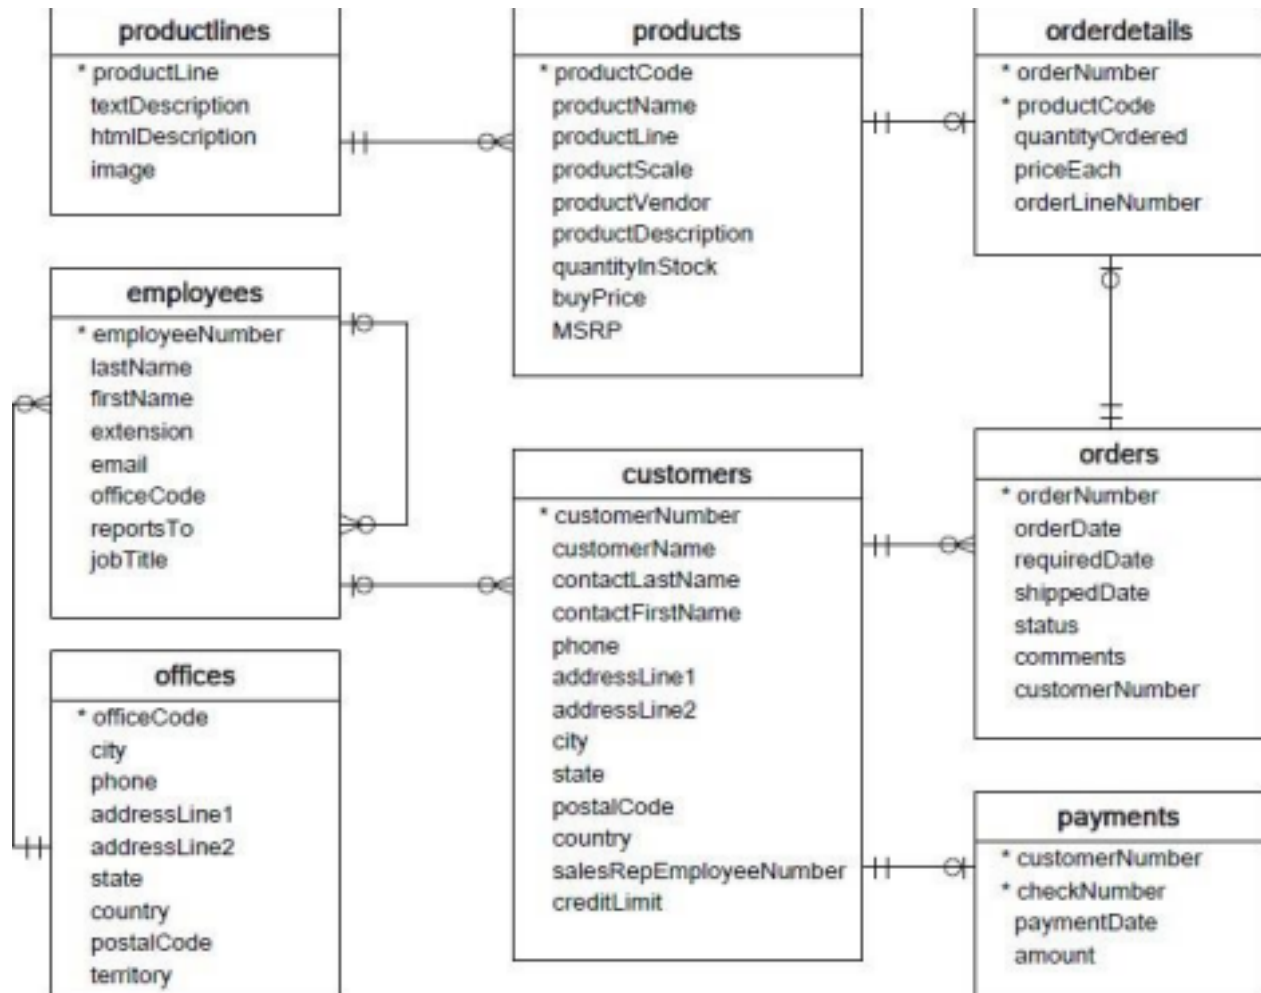 productlines
* productLine
textDescription
htmlDescription
image
products
* productCode
productName
productLine
productScale
productVendor
productDescription
quantityInStock
buyPrice
MSRP
orderdetails
* orderNumber
* productCode
quantityOrdered
priceEach
orderLineNumber
employees
* employeeNumber
lastName
firstName
extension
email
officeCode
reportsTo
jobTitle
customers
* customerNumber
customerName
contactLastName
contactFirstName
phone
addressLine1
addressLine2
city
state
postalCode
country
salesRepEmployeeNumber
creditLimit
orders
* orderNumber
orderDate
requiredDate
shippedDate
status
comments
customerNumber
offices
* officeCode
city
phone
addressLine1
addressLine2
state
country
postalCode
territory
payments
* customerNumber
* checkNumber
paymentDate
amount